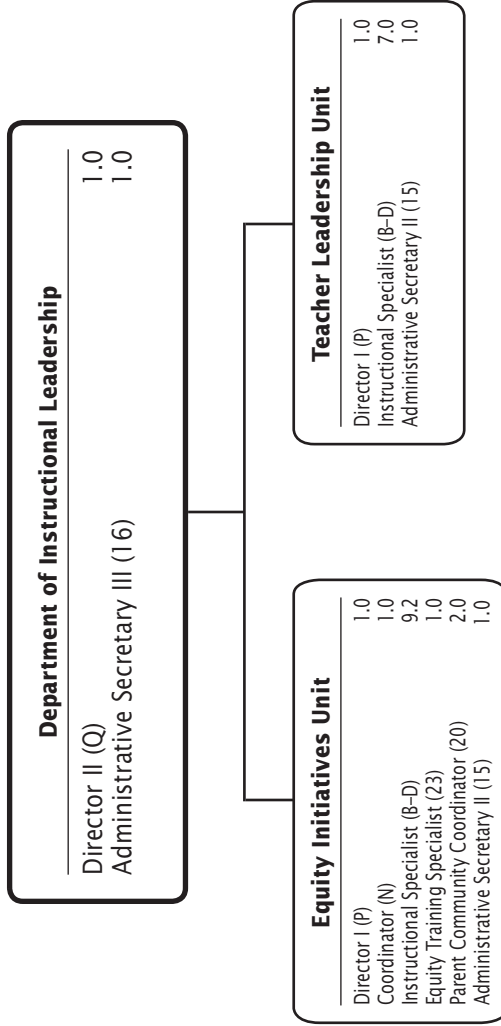 Department of Instructional Leadership
Director II (Q) 1.0
Administrative Secretary III (16) 1.0
Equity Initiatives Unit
Director I (P) 1.0
Coordinator (N) 1.0
Instructional Specialist (B–D) 9.2
Equity Training Specialist (23) 1.0
Parent Community Coordinator (20) 2.0
Administrative Secretary II (15) 1.0
Teacher Leadership Unit
Director I (P) 1.0
Instructional Specialist (B–D) 7.0
Administrative Secretary II (15) 1.0